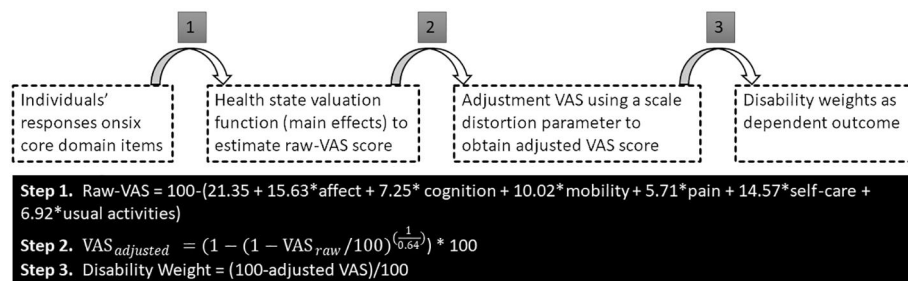 1
2
3
Individuals'
responses onsix
core domain items
Health state valuation
function (main effects) to
estimate raw-VAS score
Adjustment VAS using a scale
distortion parameter to
obtain adjusted VAS score
Disability weights as
dependent outcome
Step 1. Raw-VAS = 100-(21.35 + 15.63*affect + 7.25* cognition + 10.02*mobility + 5.71*pain + 14.57*self-care +
6.92*usual activities)
Step 2. VAS_adjusted = (1 − (1 − VAS_raw/100)^(1/0.64)) * 100
Step 3. Disability Weight = (100-adjusted VAS)/100